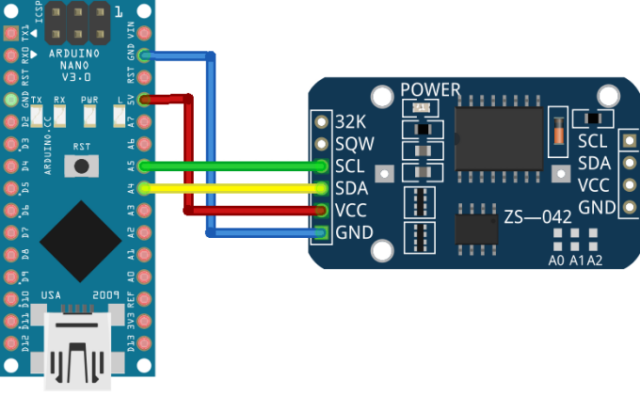 ICSP
1
TX1
RX0
RST
GND
D2
D3
D4
D5
D6
D7
D8
D9
D10
D11
D12
ARDUINO
NANO
V3.0
TX
RX
PWR
L
ARDUINO.CC
RST
USA
2009
VIN
GND
RST
5V
A7
A6
A5
A4
A3
A2
A1
A0
REF
3V3
D13
POWER
32K
SQW
SCL
SDA
VCC
GND
ZS—042
A0 A1 A2
SCL
SDA
VCC
GND